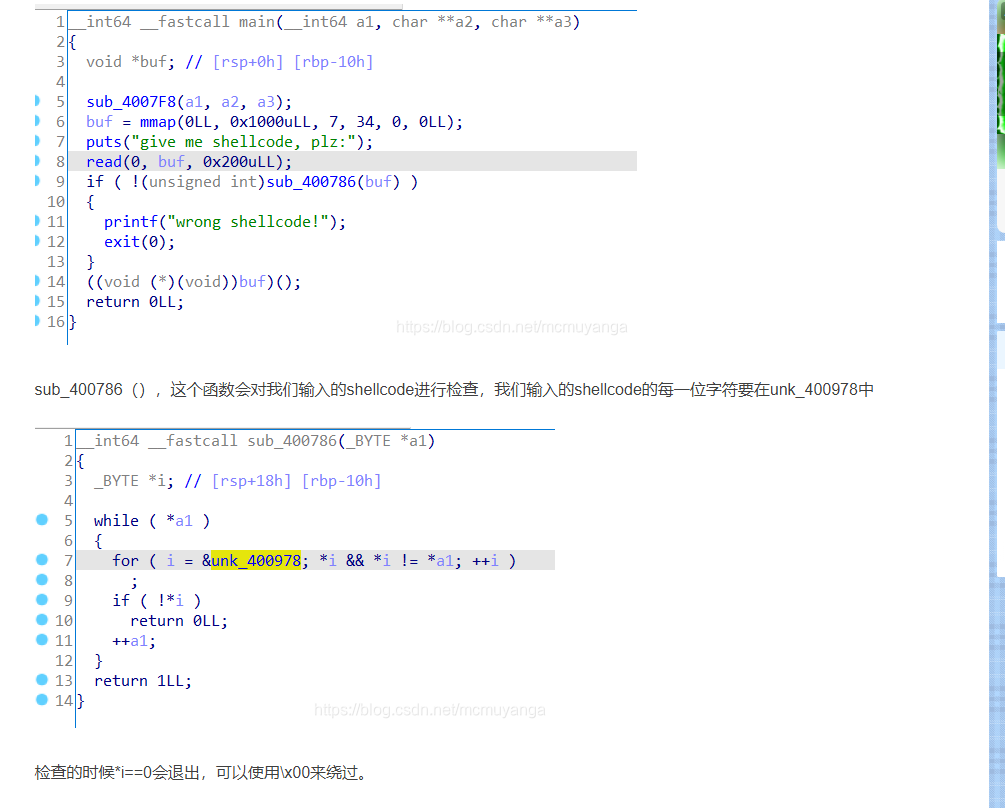 1 __int64 __fastcall main(__int64 a1, char **a2, char **a3)
2 {
3 void *buf; // [rsp+0h] [rbp-10h]
4
5 sub_4007F8(a1, a2, a3);
6 buf = mmap(0LL, 0x1000uLL, 7, 34, 0, 0LL);
7 puts("give me shellcode, plz:");
8 read(0, buf, 0x200uLL);
9 if ( !(unsigned int)sub_400786(buf) )
10 {
11 printf("wrong shellcode!");
12 exit(0);
13 }
14 ((void (*)(void))buf)();
15 return 0LL;
16 }
https://blog.csdn.net/mcmuyanga
sub_400786（），这个函数会对我们输入的shellcode进行检查，我们输入的shellcode的每一位字符要在unk_400978中
1 __int64 __fastcall sub_400786(_BYTE *a1)
2 {
3 _BYTE *i; // [rsp+18h] [rbp-10h]
4
5 while ( *a1 )
6 {
7 for ( i = &unk_400978; *i && *i != *a1; ++i )
8 ;
9 if ( !*i )
10 return 0LL;
11 ++a1;
12 }
13 return 1LL;
14 }
https://blog.csdn.net/mcmuyanga
检查的时候*i==0会退出，可以使用\x00来绕过。